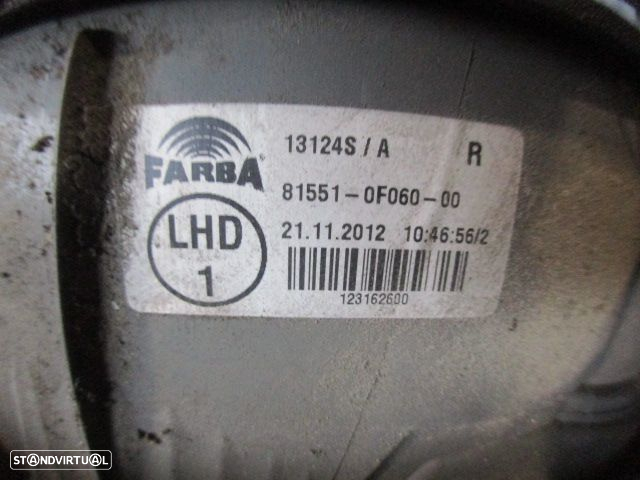 FARBA®
13124S / A R
81551-0F060-00
LHD
1
21.11.2012 10:46:56/2
123162600
STANDVIRTUAL